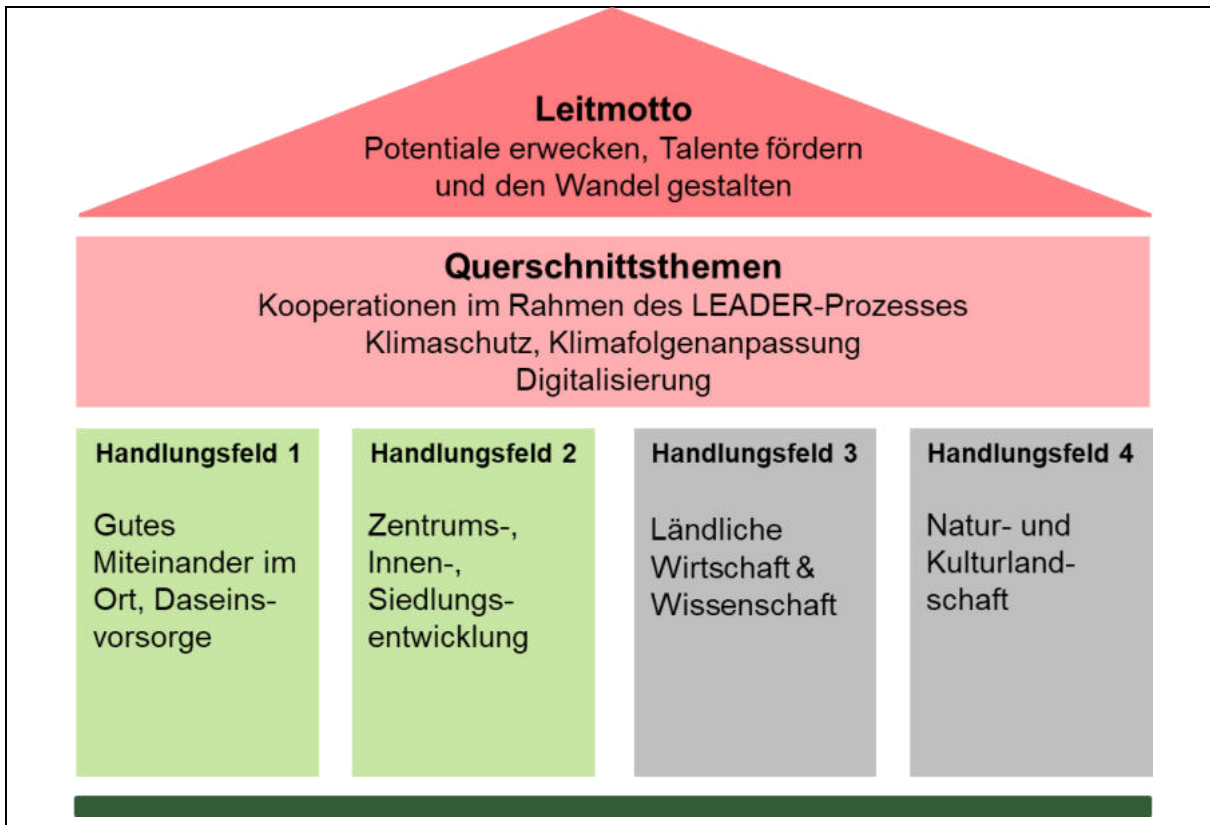 Leitmotto
Potentiale erwecken, Talente fördern
und den Wandel gestalten
Querschnittsthemen
Kooperationen im Rahmen des LEADER-Prozesses
Klimaschutz, Klimafolgenanpassung
Digitalisierung
Handlungsfeld 1
Gutes
Miteinander im
Ort, Daseins-
vorsorge
Handlungsfeld 2
Zentrums-,
Innen-,
Siedlungs-
entwicklung
Handlungsfeld 3
Ländliche
Wirtschaft &
Wissenschaft
Handlungsfeld 4
Natur- und
Kulturland-
schaft